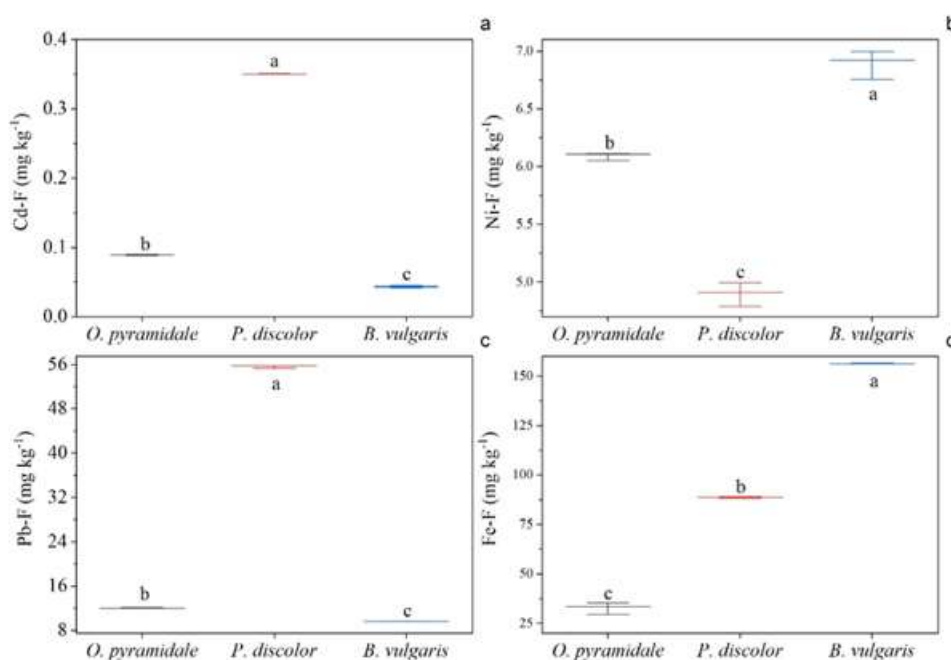 a
Cd-F (mg kg⁻¹)
0.4
0.3
0.2
0.1
0.0
b
a
c
O. pyramidale P. discolor B. vulgaris
b
Ni-F (mg kg⁻¹)
7.0
6.5
6.0
5.5
5.0
b
c
a
O. pyramidale P. discolor B. vulgaris
c
Pb-F (mg kg⁻¹)
56
48
40
32
24
16
8
b
a
c
O. pyramidale P. discolor B. vulgaris
Fe-F (mg kg⁻¹)
150
125
100
75
50
25
c
b
a
O. pyramidale P. discolor B. vulgaris